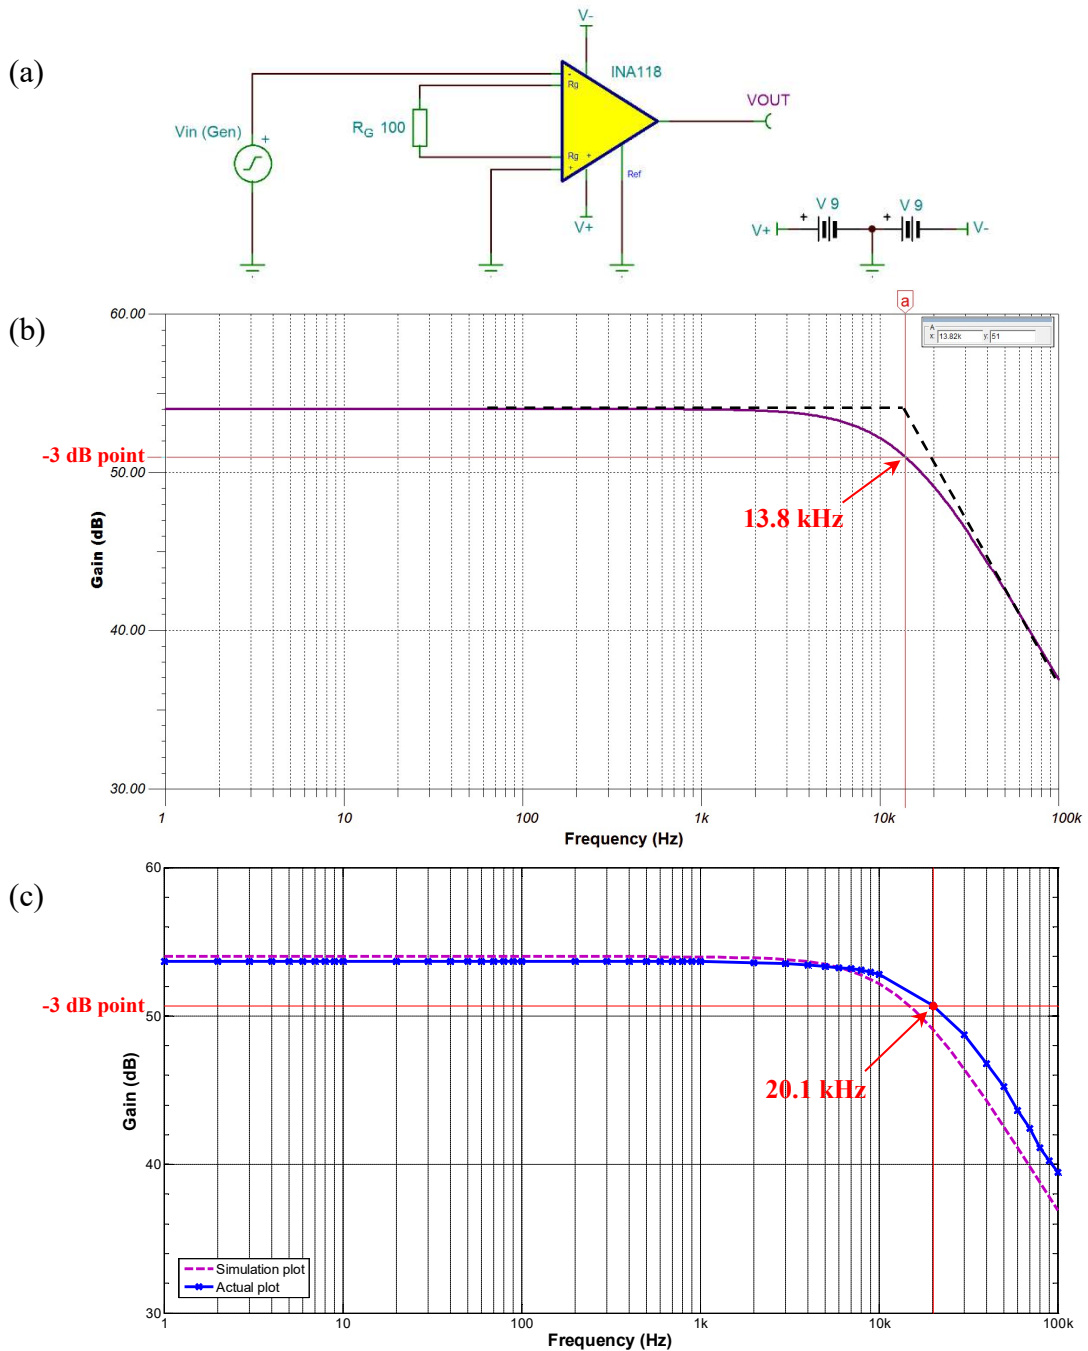 (a)
V-
INA118
Vin (Gen)
+
RG 100
-
Rg
Rg
+
+
Ref
V+
VOUT
V 9
V 9
+
+
V+
V-
(b)
a
A
x: 13.82k y: 51
60.00
50.00
40.00
30.00
-3 dB point
13.8 kHz
Gain (dB)
1 10 100 1k 10k 100k
Frequency (Hz)
(c)
60
50
40
30
-3 dB point
20.1 kHz
Gain (dB)
Simulation plot
Actual plot
1 10 100 1k 10k 100k
Frequency (Hz)